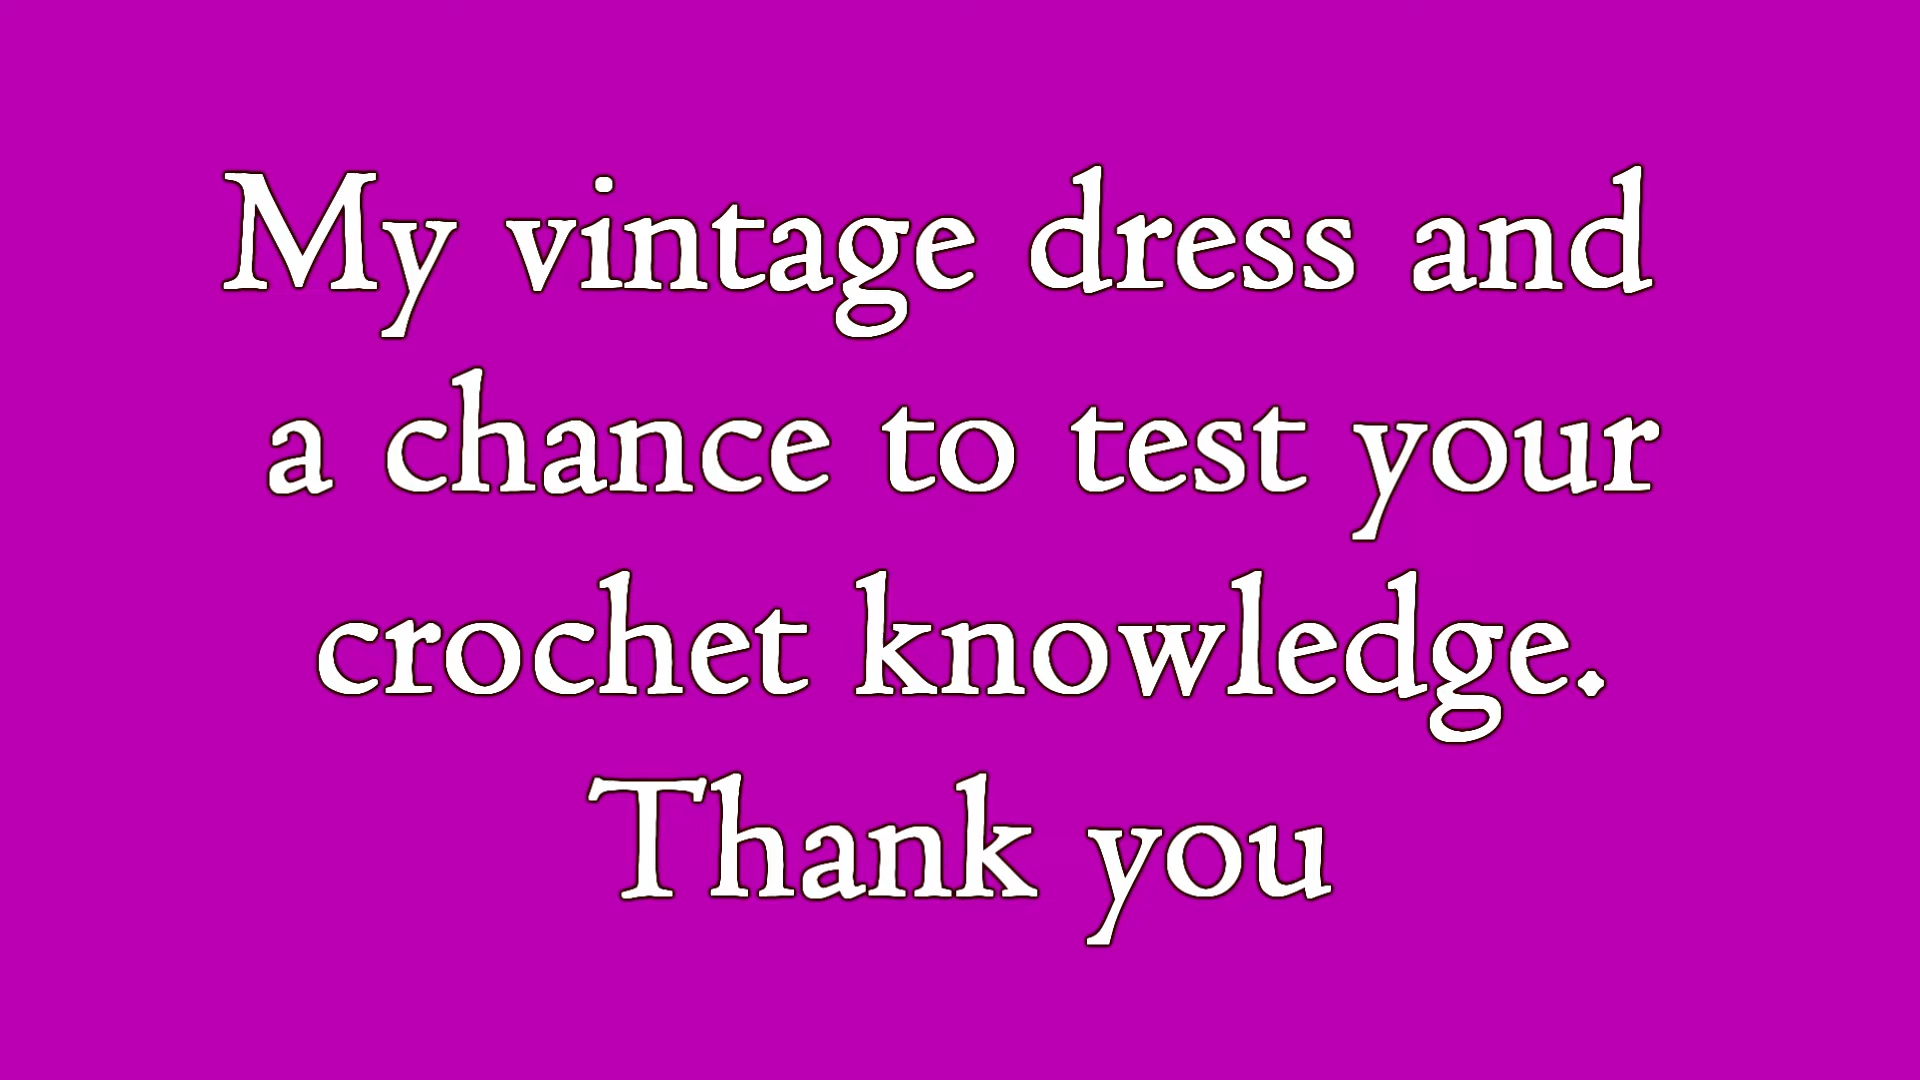 My vintage dress and
a chance to test your
crochet knowledge.
Thank you